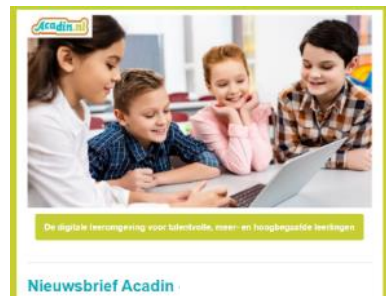 Acadin.nl
De digitale leeromgeving voor talentvolle, meer- en hoogbegaafde leerlingen
Nieuwsbrief Acadin